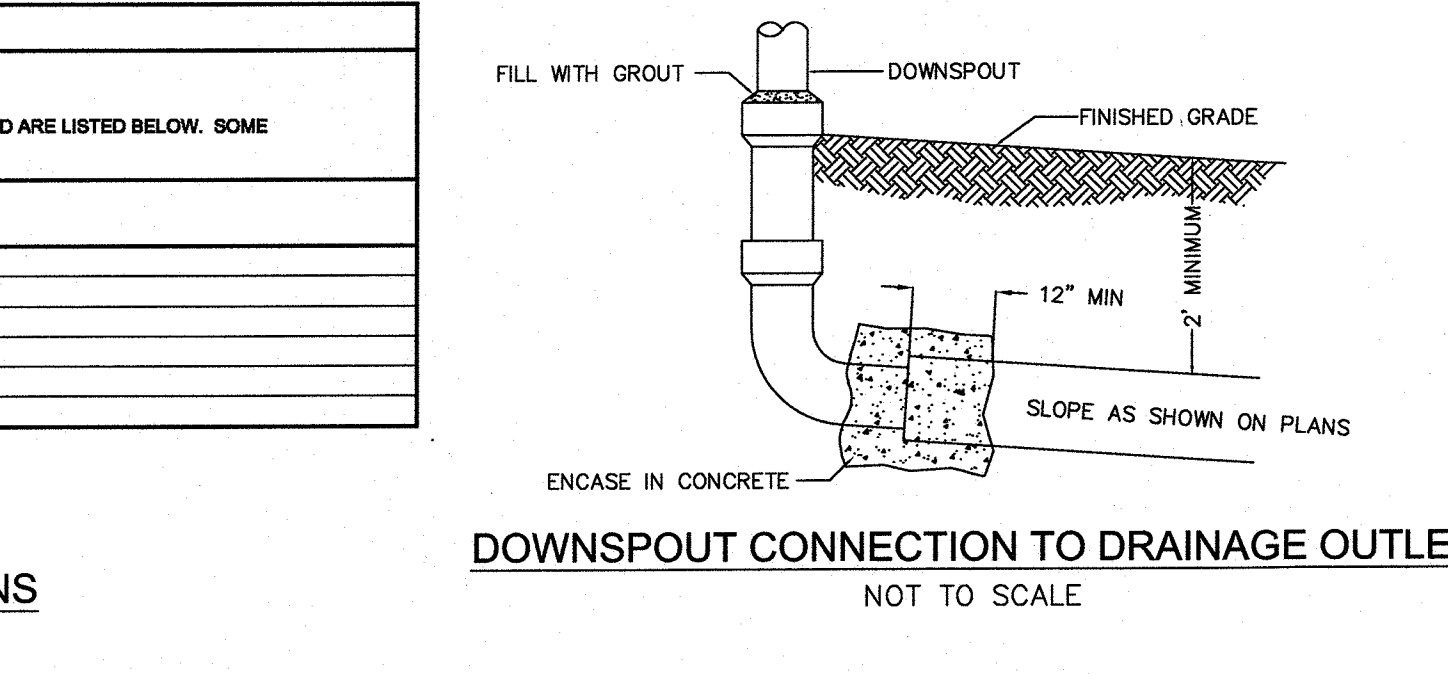 D ARE LISTED BELOW. SOME
NS
FILL WITH GROUT
DOWNSPOUT
FINISHED GRADE
2' MINIMUM
12" MIN
SLOPE AS SHOWN ON PLANS
ENCASE IN CONCRETE
DOWNSPOUT CONNECTION TO DRAINAGE OUTLE
NOT TO SCALE